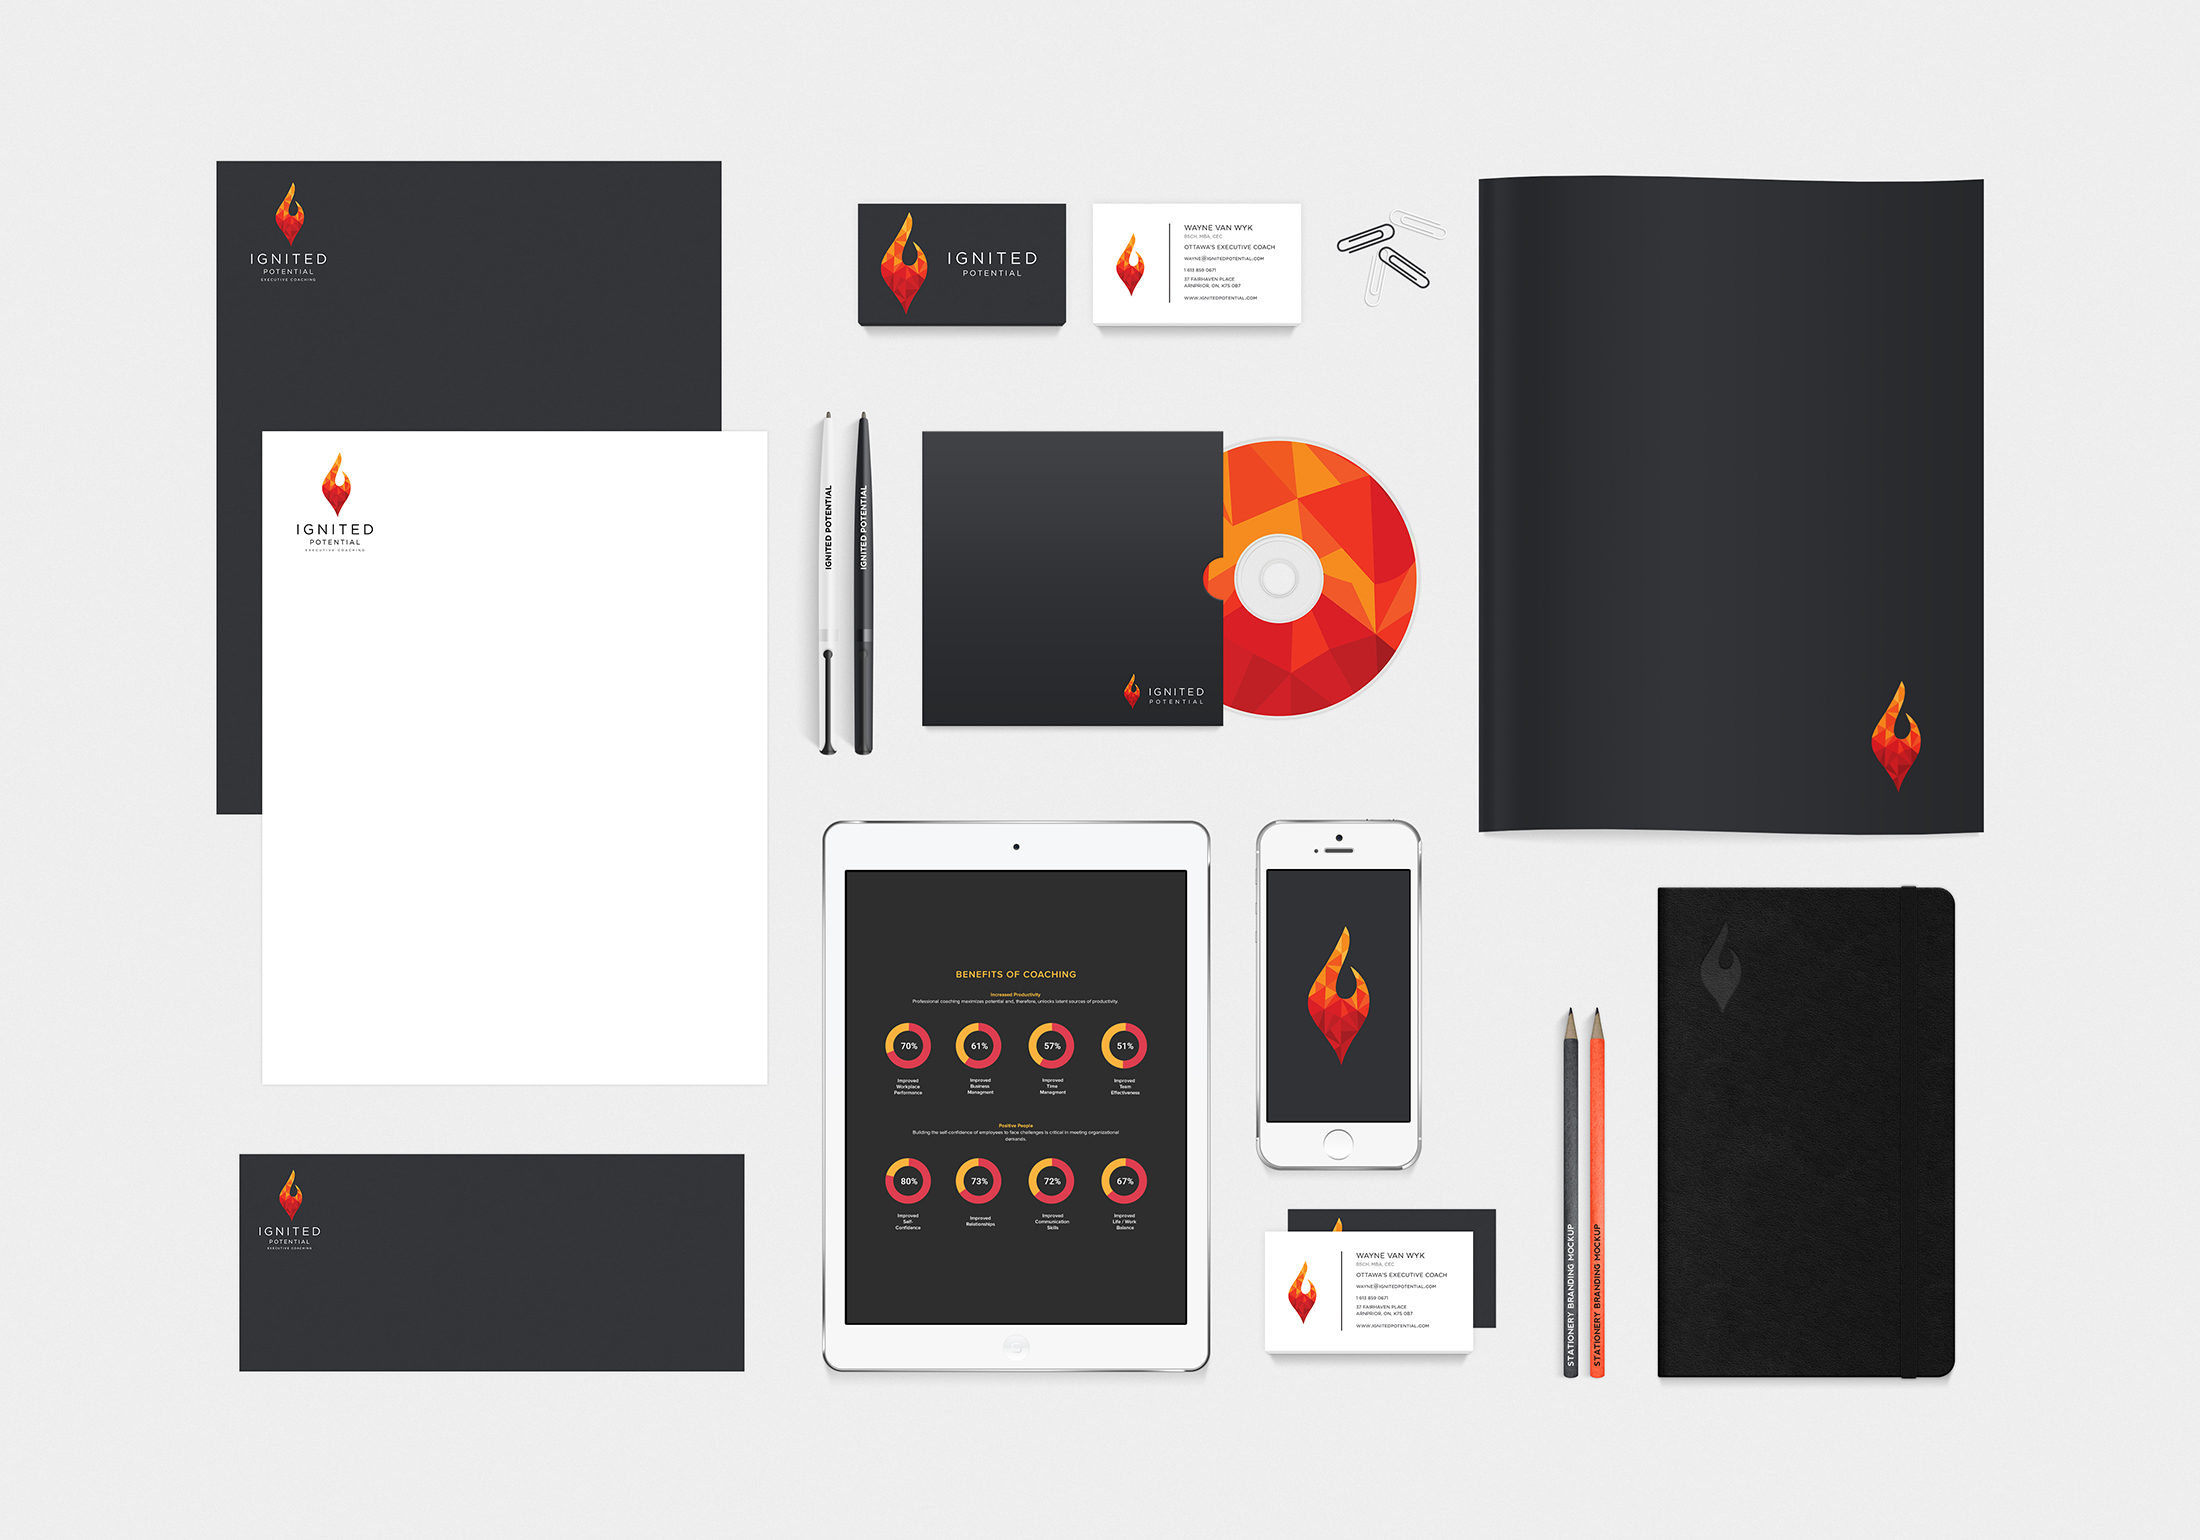 IGNITED
POTENTIAL
EXECUTIVE COACHING
IGNITED
POTENTIAL
EXECUTIVE COACHING
IGNITED
POTENTIAL
EXECUTIVE COACHING
IGNITED
POTENTIAL
WAYNE VAN WYK
BSCH, MBA, CEC
OTTAWA'S EXECUTIVE COACH
WAYNE@IGNITEDPOTENTIAL.COM
1 613 859 0671
37 FAIRHAVEN PLACE
ARNPRIOR, ON, K7S 0B7
WWW.IGNITEDPOTENTIAL.COM
IGNITED POTENTIAL
IGNITED POTENTIAL
IGNITED
POTENTIAL
BENEFITS OF COACHING
Increased Productivity
Professional coaching maximizes potential and, therefore, unlocks latent sources of productivity.
70%
61%
57%
51%
Improved
Workplace
Performance
Improved
Business
Managment
Improved
Time
Managment
Improved
Team
Effectiveness
Positive People
Building the self-confidence of employees to face challenges is critical in meeting organizational
demands.
80%
73%
72%
67%
Improved
Self-
Confidence
Improved
Relationships
Improved
Communication
Skills
Improved
Life / Work
Balance
WAYNE VAN WYK
BSCH, MBA, CEC
OTTAWA'S EXECUTIVE COACH
WAYNE@IGNITEDPOTENTIAL.COM
1 613 859 0671
37 FAIRHAVEN PLACE
ARNPRIOR, ON, K7S 0B7
WWW.IGNITEDPOTENTIAL.COM
STATIONERY BRANDING MOCKUP
STATIONERY BRANDING MOCKUP